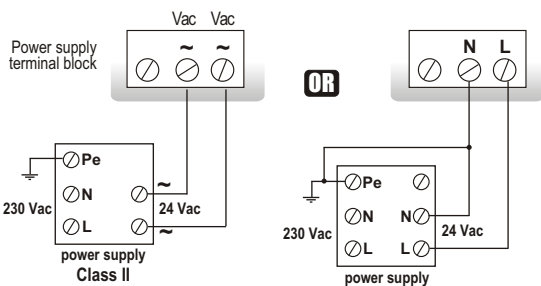 Vac Vac
Power supply
terminal block
~ ~
Pe
N
L
230 Vac
~
24 Vac
~
power supply
Class II
OR
N L
Pe
N
L
230 Vac
N
L
24 Vac
power supply